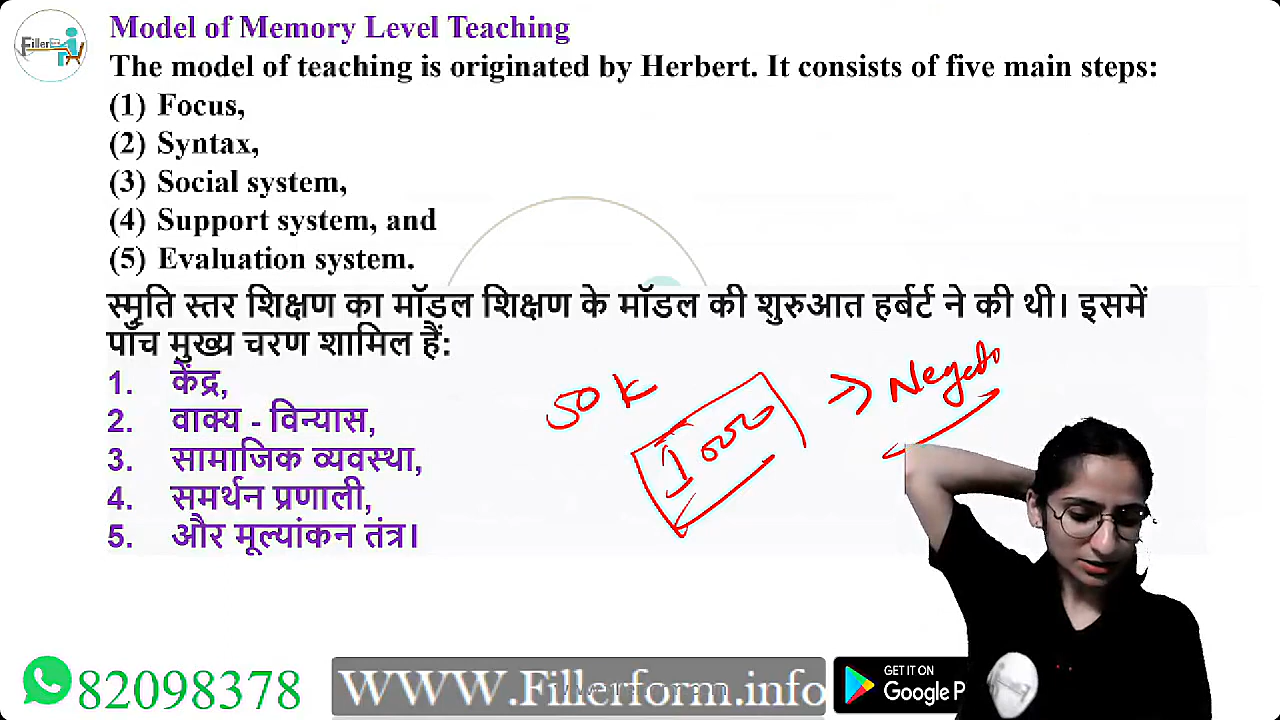 Filler
Model of Memory Level Teaching
The model of teaching is originated by Herbert. It consists of five main steps:
(1) Focus,
(2) Syntax,
(3) Social system,
(4) Support system, and
(5) Evaluation system.
स्मृति स्तर शिक्षण का मॉडल शिक्षण के मॉडल की शुरुआत हर्बर्ट ने की थी। इसमें
पाँच मुख्य चरण शामिल हैं:
1. केंद्र,
2. वाक्य - विन्यास,
3. सामाजिक व्यवस्था,
4. समर्थन प्रणाली,
5. और मूल्यांकन तंत्र।
50 K
1000
82098378
WWW.Fillerform.info
GET IT ON
Google P